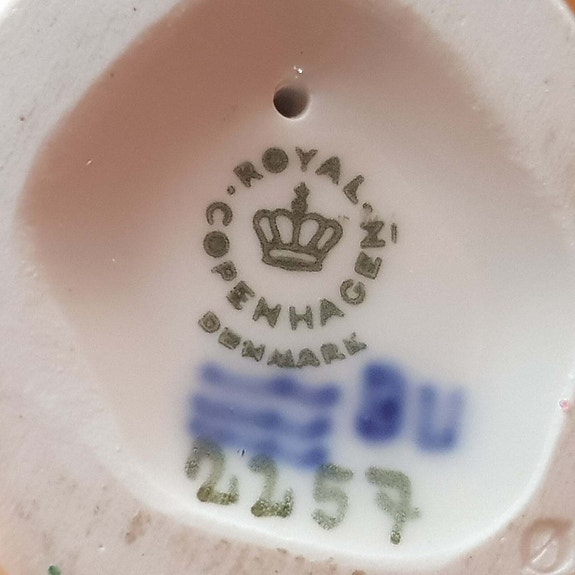 ROYAL
COPENHAGEN
DENMARK
2257